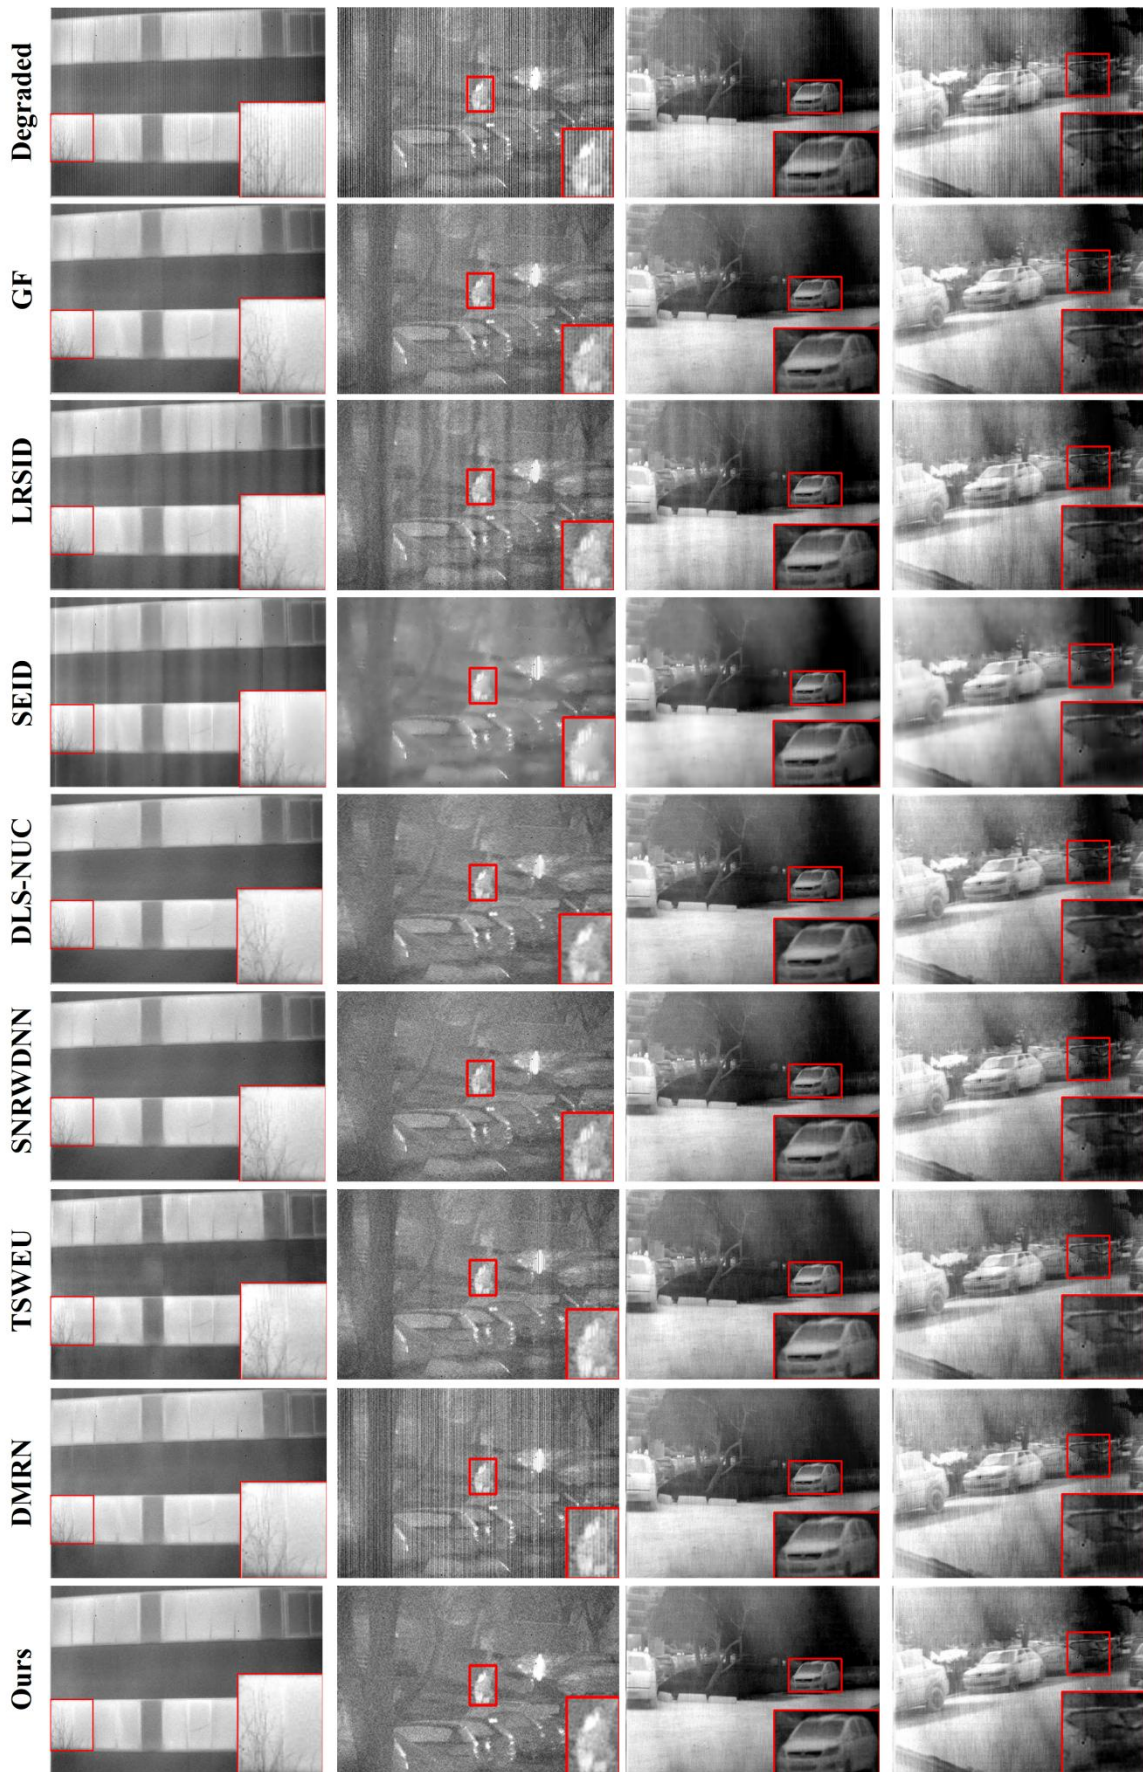 Degraded
GF
LRSID
SEID
DLS-NUC
SNRWDNN
TSWEU
DMRN
Ours